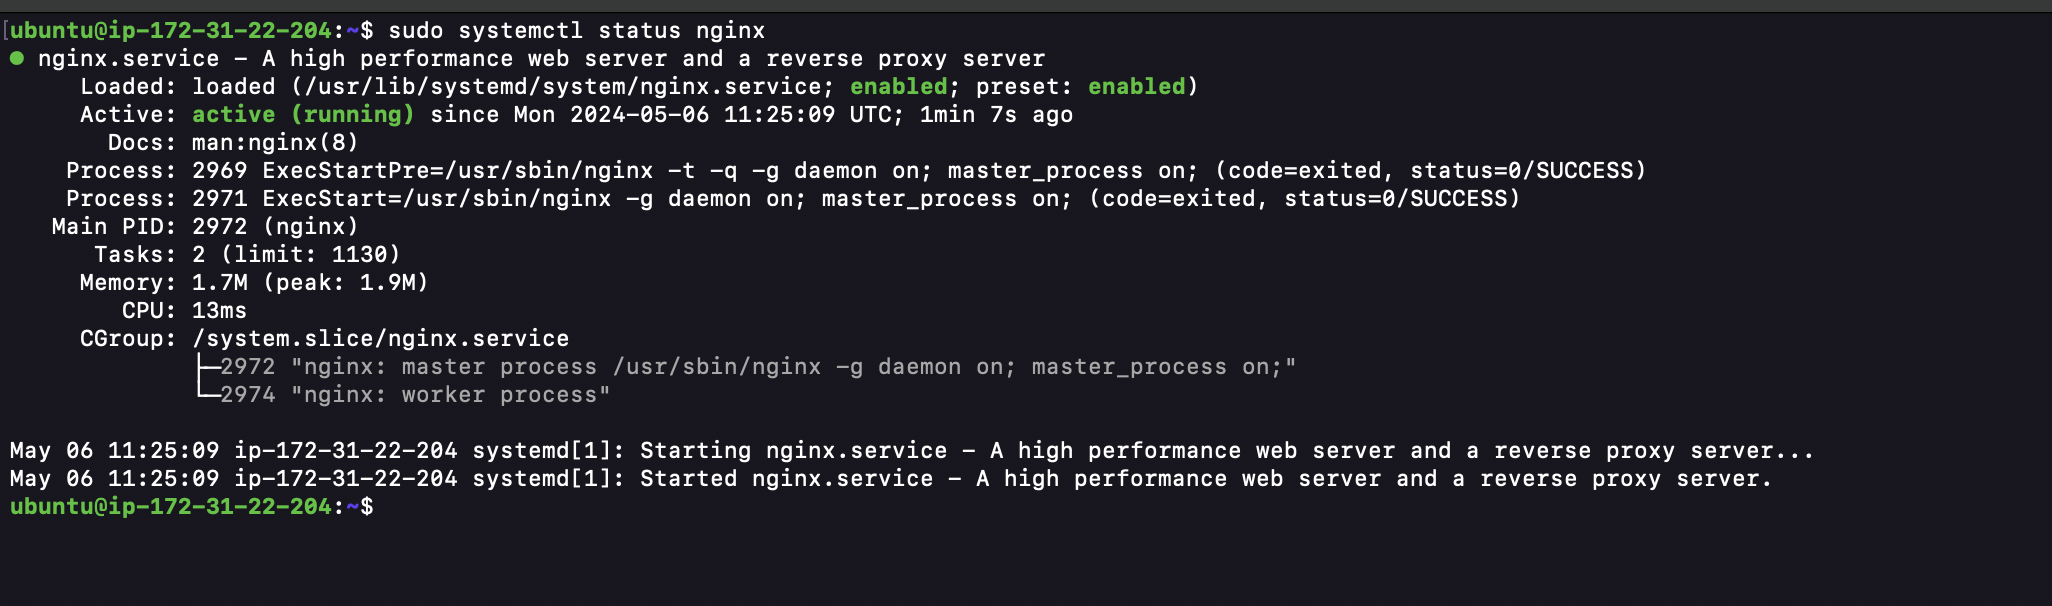 [ubuntu@ip-172-31-22-204:~$ sudo systemctl status nginx
● nginx.service - A high performance web server and a reverse proxy server
     Loaded: loaded (/usr/lib/systemd/system/nginx.service; enabled; preset: enabled)
     Active: active (running) since Mon 2024-05-06 11:25:09 UTC; 1min 7s ago
       Docs: man:nginx(8)
    Process: 2969 ExecStartPre=/usr/sbin/nginx -t -q -g daemon on; master_process on; (code=exited, status=0/SUCCESS)
    Process: 2971 ExecStart=/usr/sbin/nginx -g daemon on; master_process on; (code=exited, status=0/SUCCESS)
   Main PID: 2972 (nginx)
      Tasks: 2 (limit: 1130)
     Memory: 1.7M (peak: 1.9M)
        CPU: 13ms
     CGroup: /system.slice/nginx.service
             ├─2972 "nginx: master process /usr/sbin/nginx -g daemon on; master_process on;"
             └─2974 "nginx: worker process"

May 06 11:25:09 ip-172-31-22-204 systemd[1]: Starting nginx.service - A high performance web server and a reverse proxy server...
May 06 11:25:09 ip-172-31-22-204 systemd[1]: Started nginx.service - A high performance web server and a reverse proxy server.
ubuntu@ip-172-31-22-204:~$